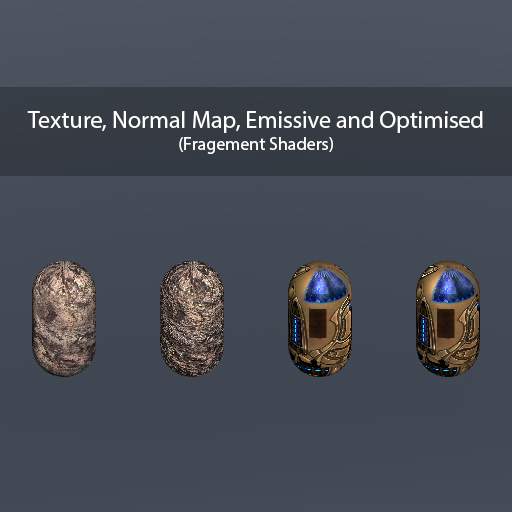 Texture, Normal Map, Emissive and Optimised
(Fragement Shaders)